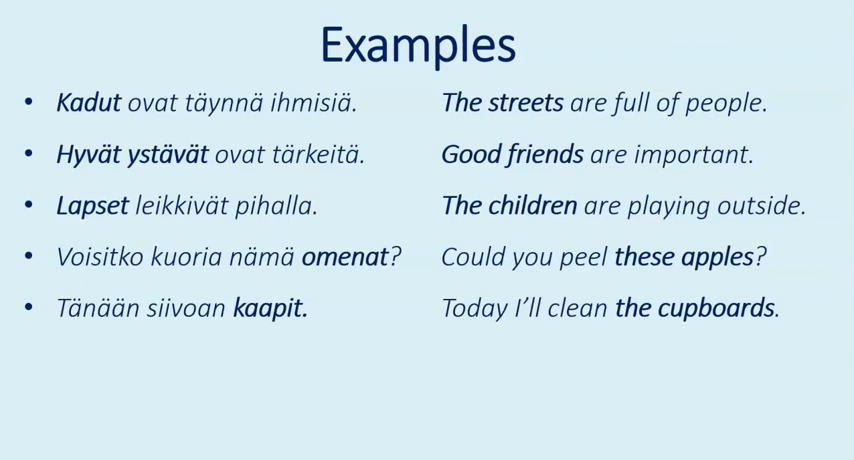 Examples
• Kadut ovat täynnä ihmisiä. The streets are full of people.
• Hyvät ystävät ovat tärkeitä. Good friends are important.
• Lapset leikkivät pihalla. The children are playing outside.
• Voisitko kuoria nämä omenat? Could you peel these apples?
• Tänään siivoan kaapit. Today I’ll clean the cupboards.